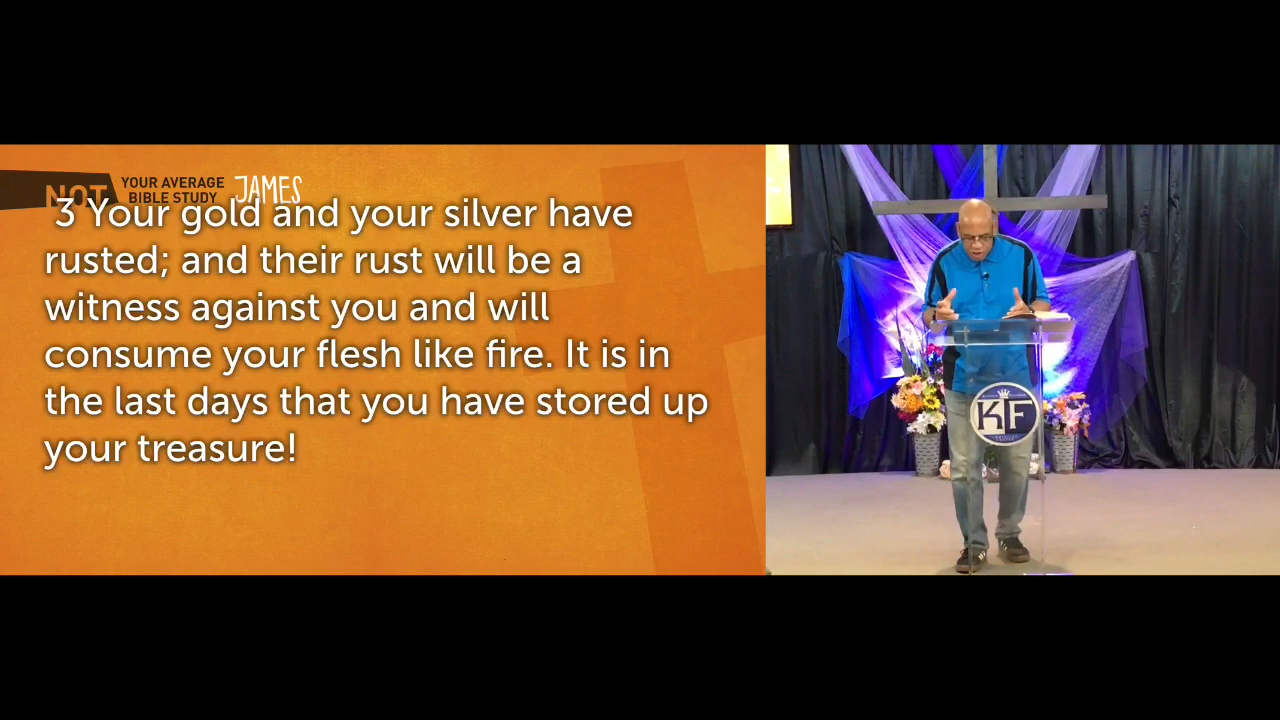 NOT YOUR AVERAGE
BIBLE STUDY JAMES
3 Your gold and your silver have
rusted; and their rust will be a
witness against you and will
consume your flesh like fire. It is in
the last days that you have stored up
your treasure!
KTF